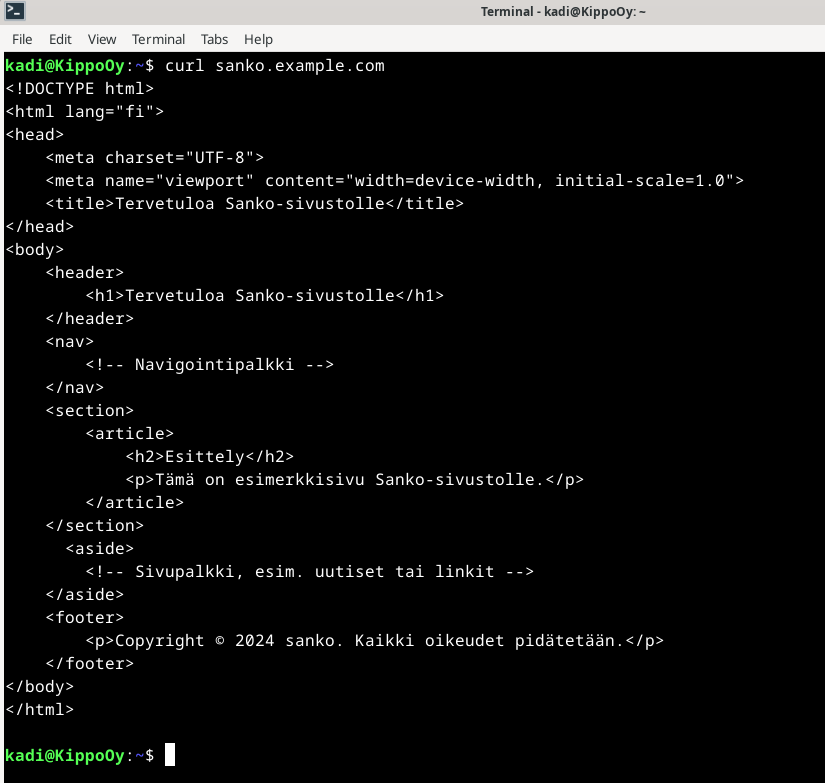 Terminal - kadi@KippoOy: ~
File Edit View Terminal Tabs Help
kadi@KippoOy:~$ curl sanko.example.com
<!DOCTYPE html>
<html lang="fi">
<head>
    <meta charset="UTF-8">
    <meta name="viewport" content="width=device-width, initial-scale=1.0">
    <title>Tervetuloa Sanko-sivustolle</title>
</head>
<body>
    <header>
        <h1>Tervetuloa Sanko-sivustolle</h1>
    </header>
    <nav>
        <!-- Navigointipalkki -->
    </nav>
    <section>
        <article>
            <h2>Esittely</h2>
            <p>Tämä on esimerkkisivu Sanko-sivustolle.</p>
        </article>
    </section>
      <aside>
        <!-- Sivupalkki, esim. uutiset tai linkit -->
    </aside>
    <footer>
        <p>Copyright © 2024 sanko. Kaikki oikeudet pidätetään.</p>
    </footer>
</body>
</html>
kadi@KippoOy:~$